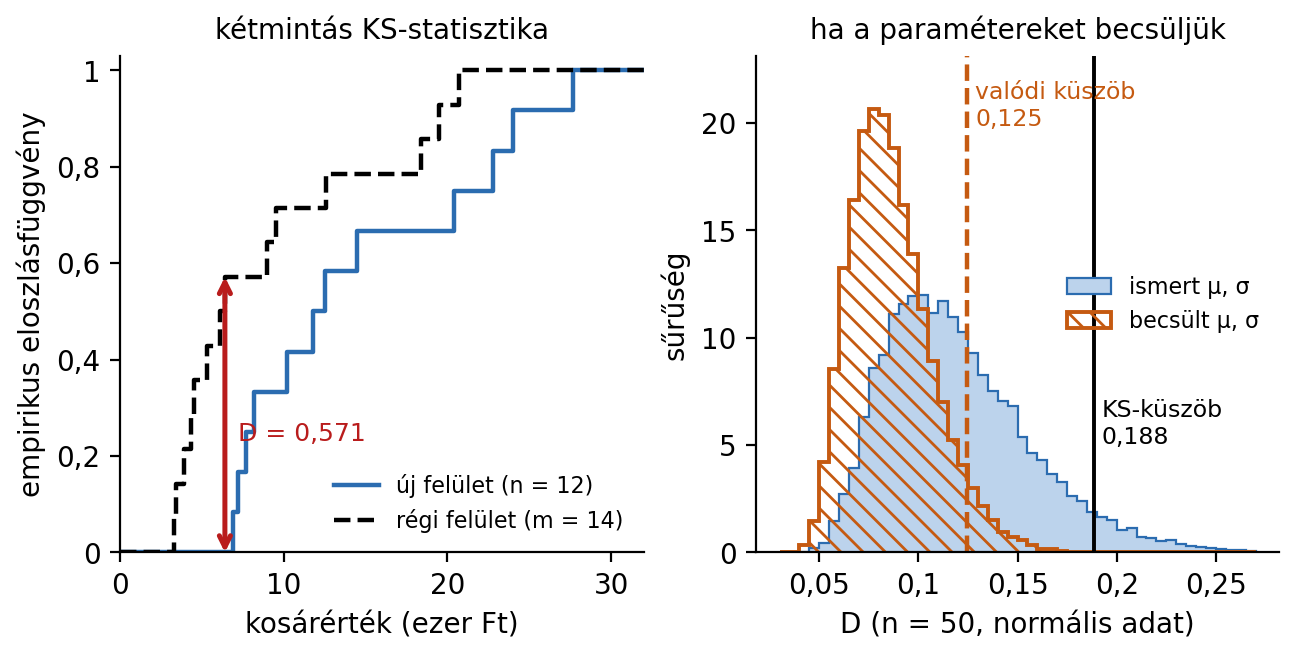 kétmintás KS-statisztika
empirikus eloszlásfüggvény
1
0,8
0,6
0,4
0,2
0
D = 0,571
új felület (n = 12)
régi felület (m = 14)
0 10 20 30
kosárérték (ezer Ft)
ha a paramétereket becsüljük
sűrűség
20
15
10
5
0
valódi küszöb
0,125
ismert μ, σ
becsült μ, σ
KS-küszöb
0,188
0,05 0,1 0,15 0,2 0,25
D (n = 50, normális adat)